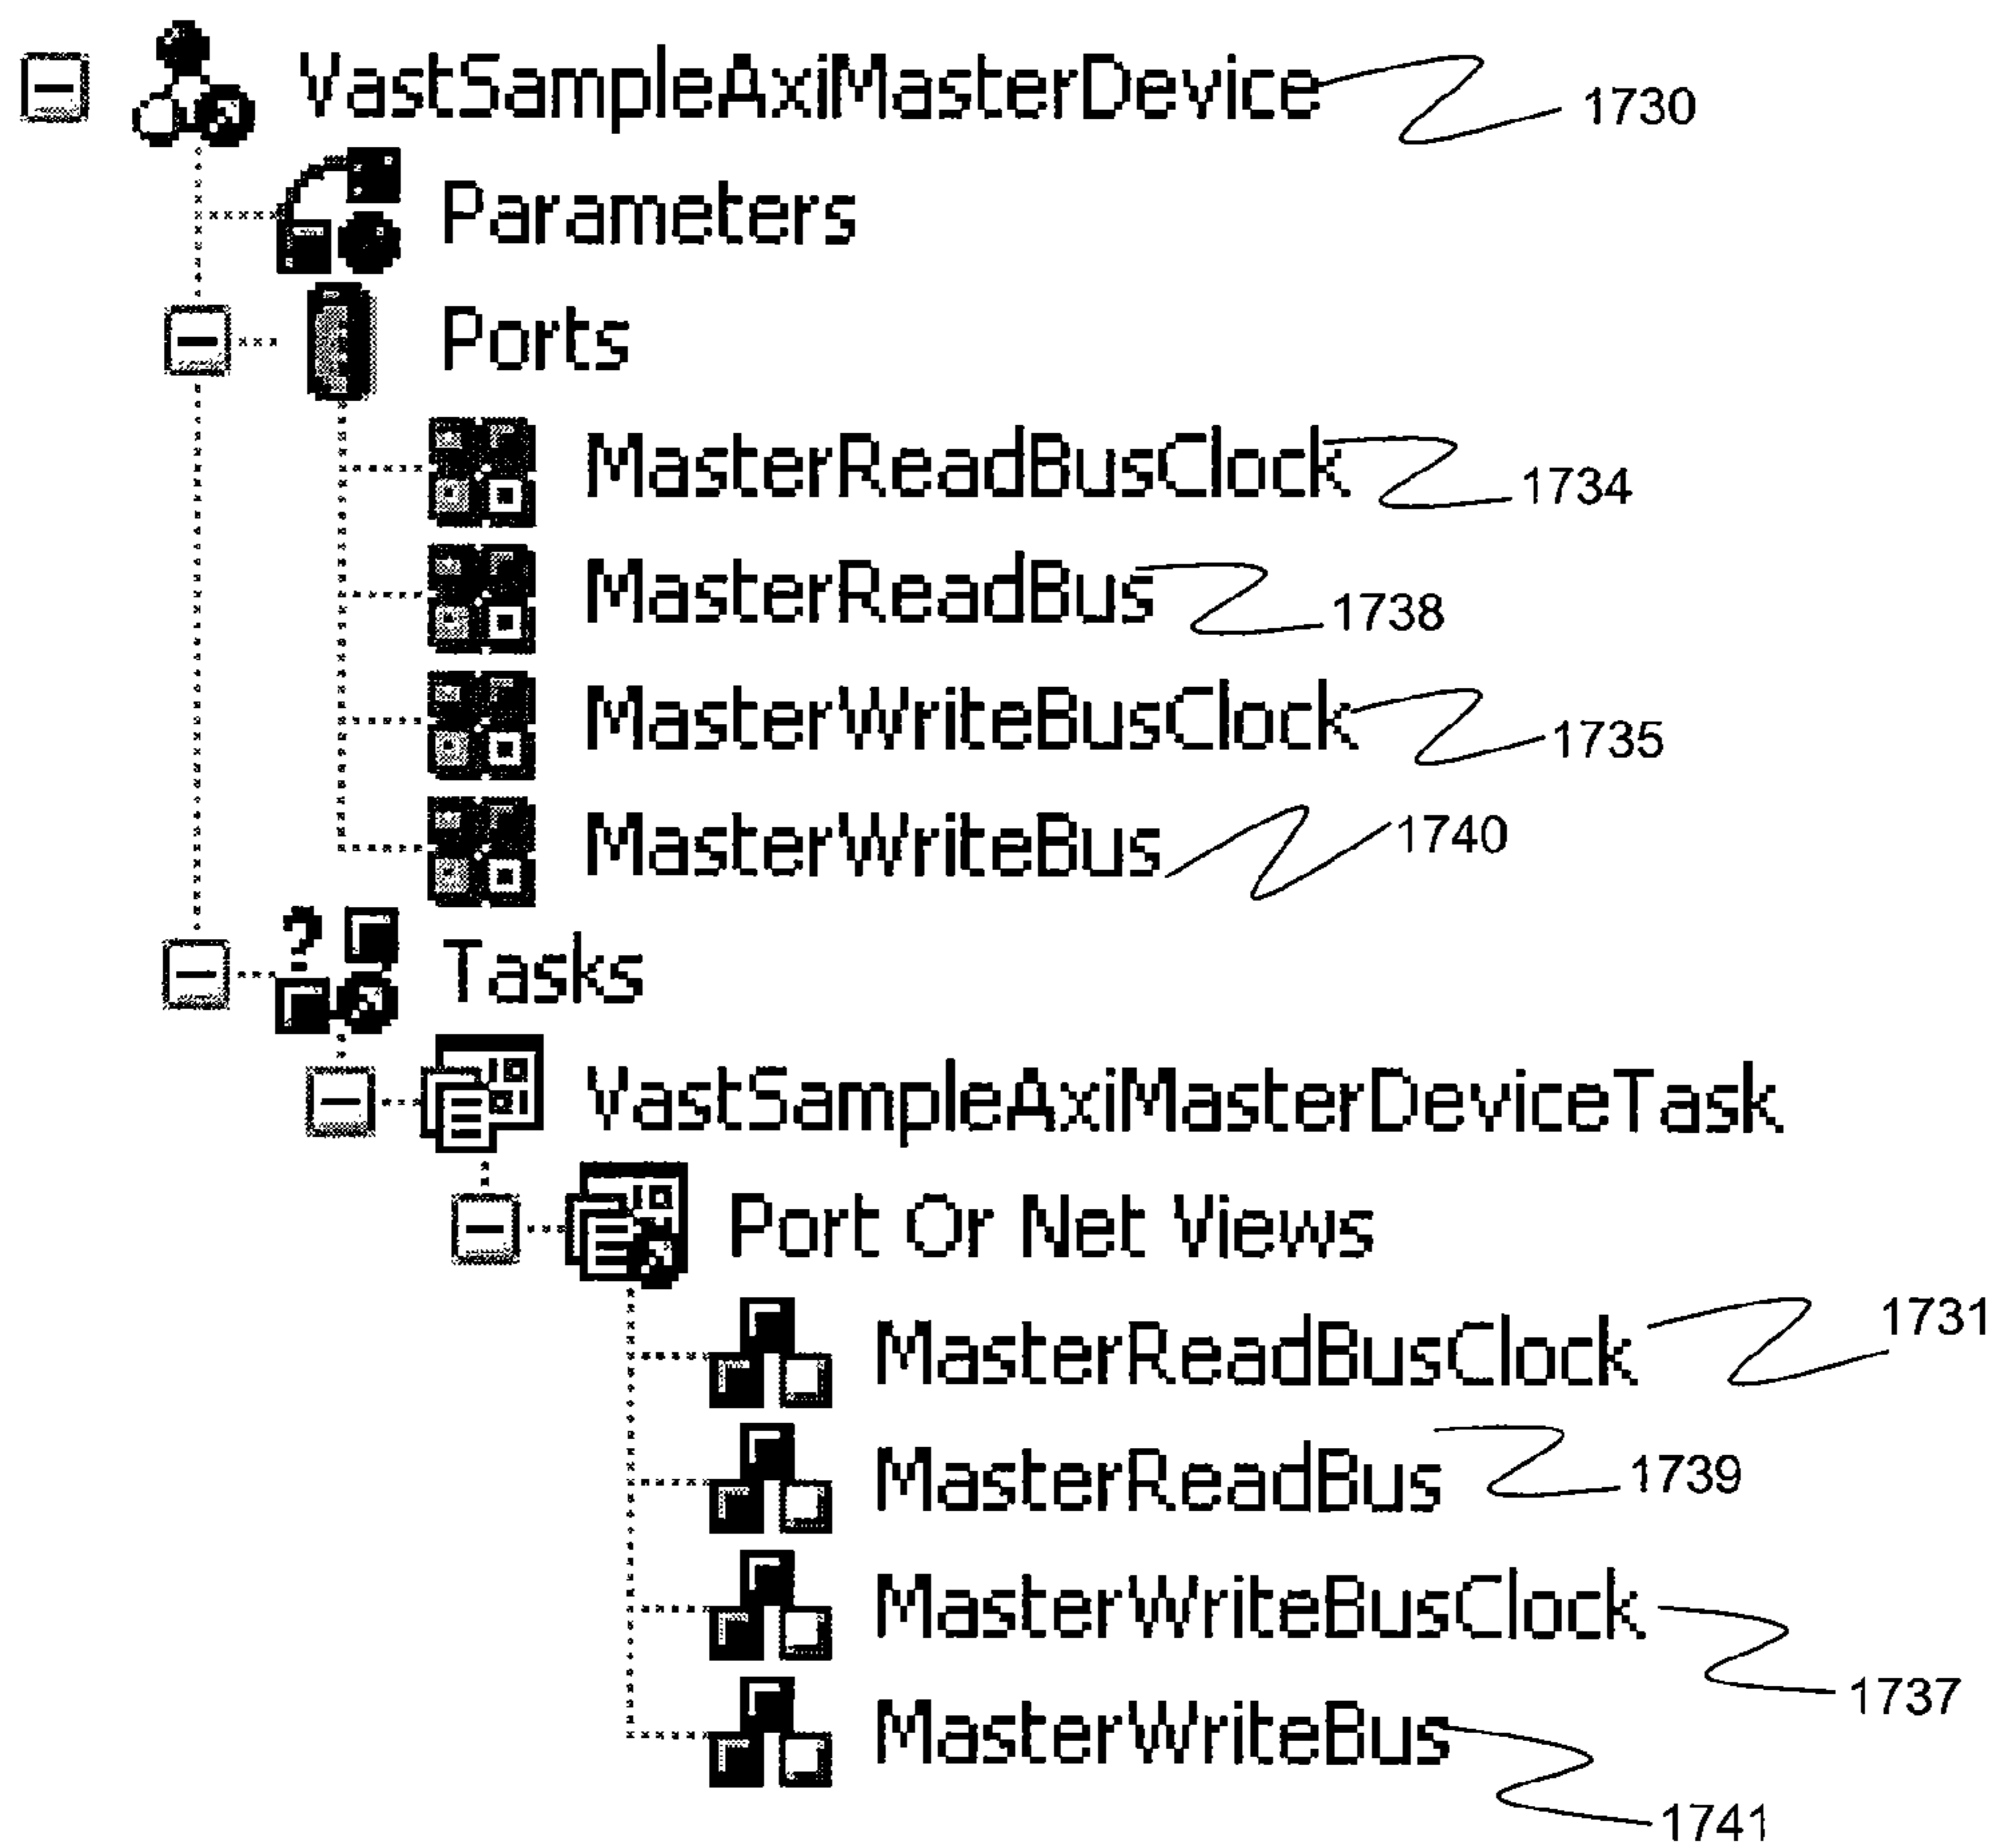 VastSampleAxiMasterDevice 1730
Parameters
Ports
MasterReadBusClock 1734
MasterReadBus 1738
MasterWriteBusClock 1735
MasterWriteBus 1740
Tasks
VastSampleAxiMasterDeviceTask
Port Or Net Views
MasterReadBusClock 1731
MasterReadBus 1739
MasterWriteBusClock 1737
MasterWriteBus 1741